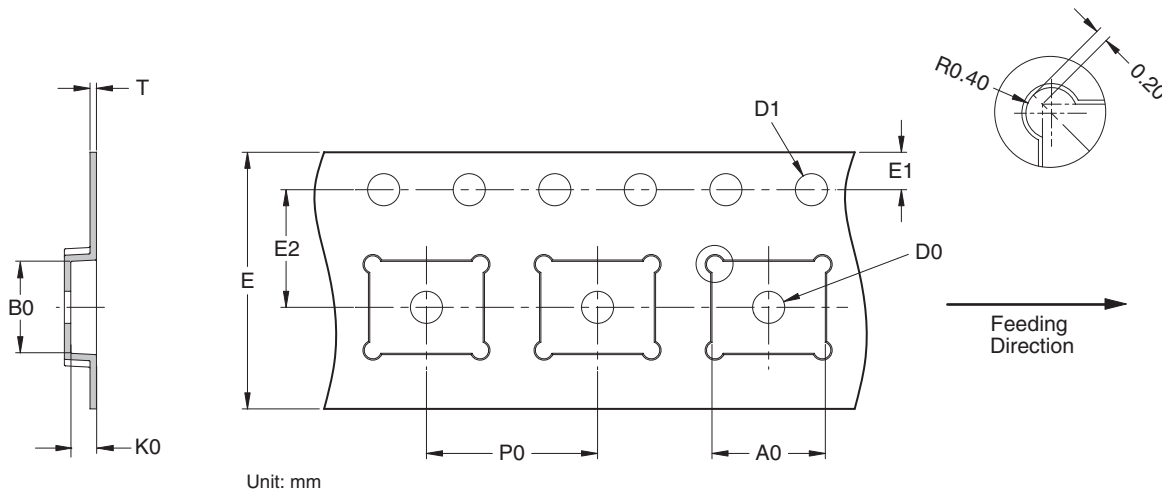 T
D1
R0.40
0.20
E1
E2
E
D0
B0
Feeding
Direction
K0
P0
A0
Unit: mm